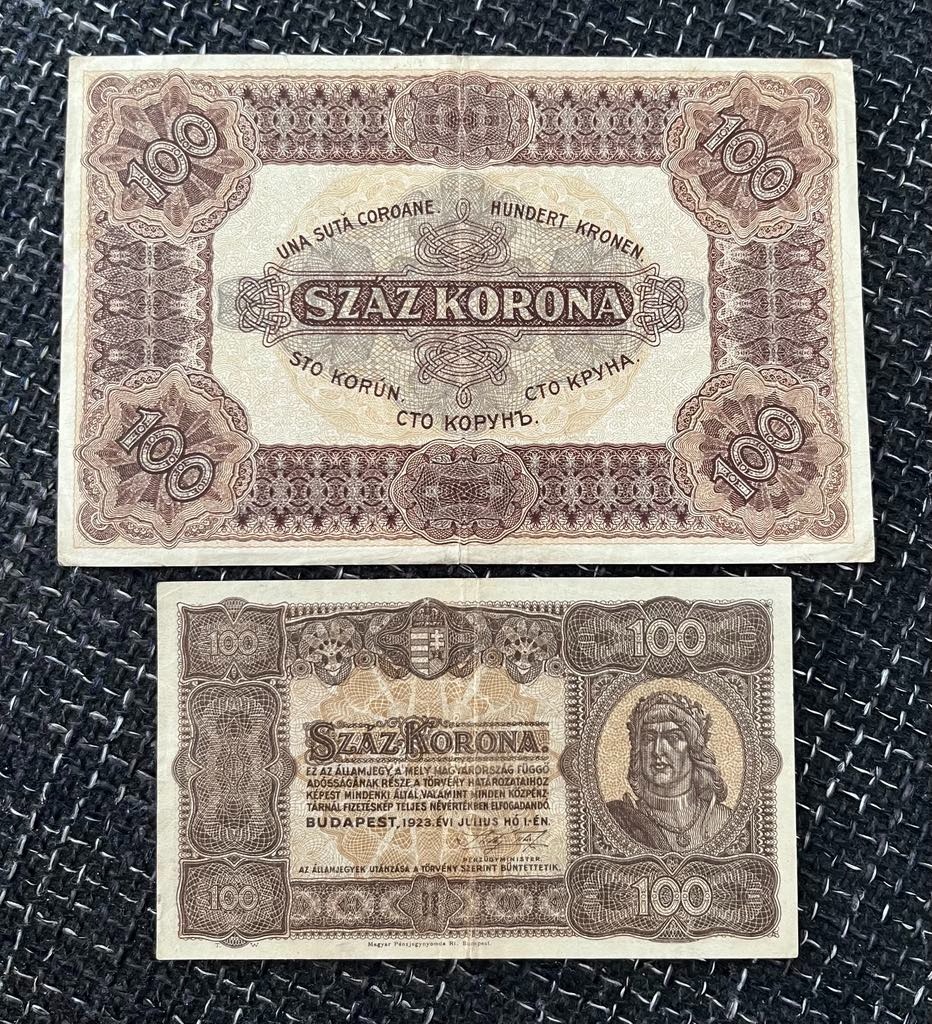 100
100
UNA SUTĂ COROANE.
HUNDERT KRONEN.
SZÁZ KORONA
STO KORÚN.
СТО КРУНА.
СТО КОРУНЪ.
100
100
100
100
SZÁZ KORONA.
EZ AZ ÁLLAMJEGY, A MELY MAGYARORSZÁG FÜGGŐ
ADÓSSÁGÁNAK RÉSZE, A TÖRVÉNY HATÁROZATAIHOZ
KÉPEST MINDENKI ÁLTAL, VALAMINT MINDEN KÖZPÉNZ-
TÁRNÁL FIZETÉSKÉP TELJES NÉVÉRTÉKBEN ELFOGADANDÓ.
BUDAPEST, 1923. ÉVI JULIUS HÓ 1-ÉN.
PÉNZÜGYMINISTER.
AZ ÁLLAMJEGYEK UTÁNZÁSA A TÖRVÉNY SZERINT BÜNTETTETIK.
100
100
Magyar Pénzjegynyomda Rt. Budapest.